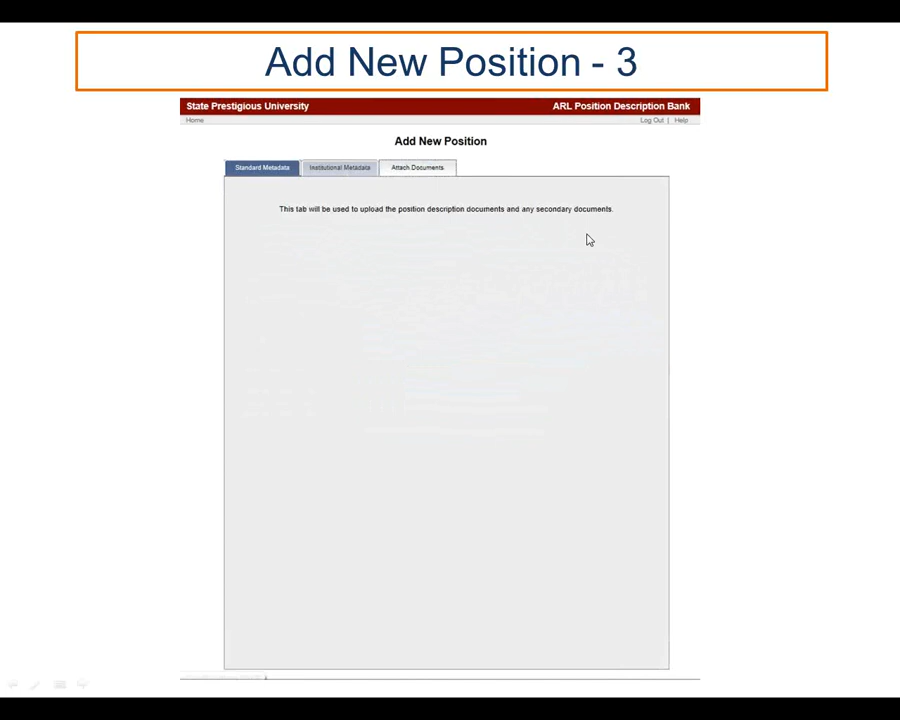 Add New Position - 3
State Prestigious University ARL Position Description Bank
Home Log Out | Help
Add New Position
Standard Metadata Institutional Metadata Attach Documents
This tab will be used to upload the position description documents and any secondary documents.